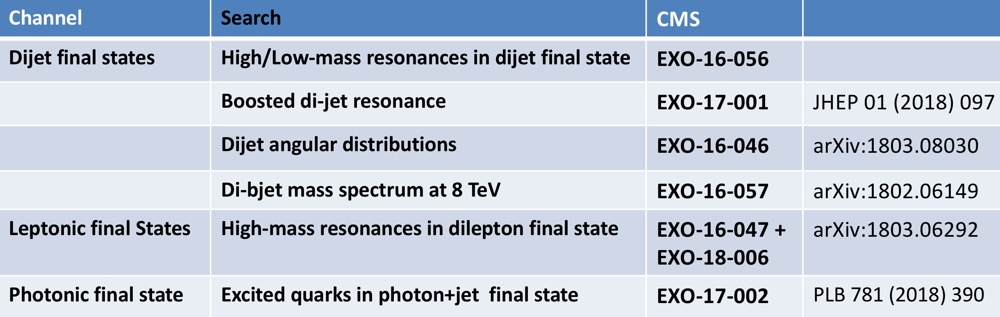 Channel Search CMS
Dijet final states High/Low-mass resonances in dijet final state EXO-16-056
Boosted di-jet resonance EXO-17-001 JHEP 01 (2018) 097
Dijet angular distributions EXO-16-046 arXiv:1803.08030
Di-bjet mass spectrum at 8 TeV EXO-16-057 arXiv:1802.06149
Leptonic final States High-mass resonances in dilepton final state EXO-16-047 + arXiv:1803.06292
EXO-18-006
Photonic final state Excited quarks in photon+jet final state EXO-17-002 PLB 781 (2018) 390